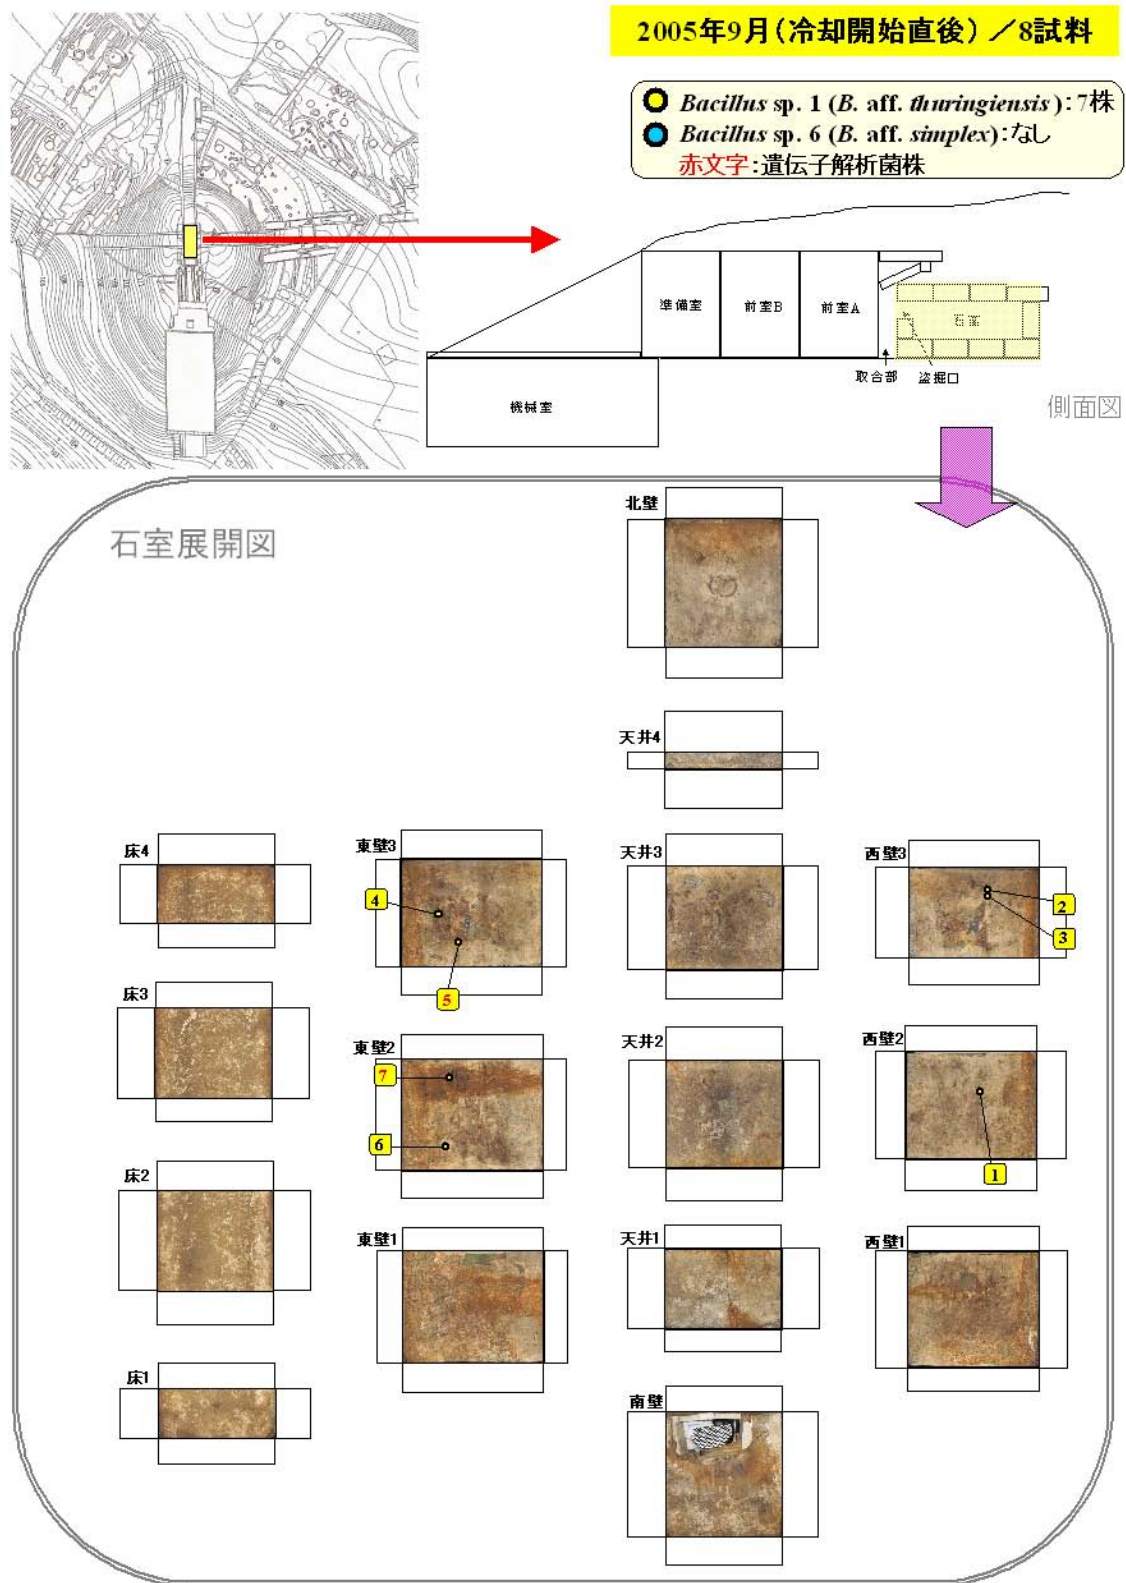 2005年9月(冷却開始直後)／8試料
Bacillus sp. 1 (B. aff. thuringiensis):7株
Bacillus sp. 6 (B. aff. simplex):なし
赤文字:遺伝子解析菌株
準備室
前室B
前室A
石室
取合部
盗掘口
機械室
側面図
石室展開図
北壁
天井4
床4
東壁3
天井3
西壁3
4
2
3
5
床3
東壁2
天井2
西壁2
7
6
1
床2
東壁1
天井1
西壁1
床1
南壁